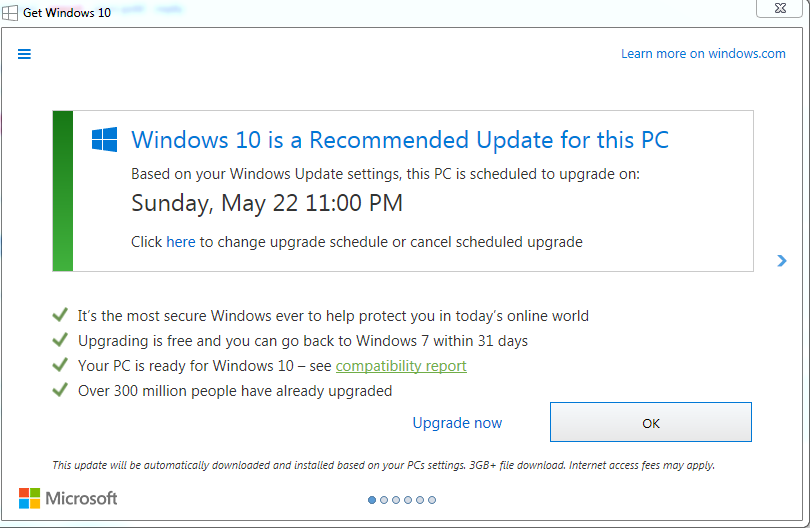 Get Windows 10
Learn more on windows.com
Windows 10 is a Recommended Update for this PC
Based on your Windows Update settings, this PC is scheduled to upgrade on:
Sunday, May 22 11:00 PM
Click here to change upgrade schedule or cancel scheduled upgrade
It's the most secure Windows ever to help protect you in today's online world
Upgrading is free and you can go back to Windows 7 within 31 days
Your PC is ready for Windows 10 – see compatibility report
Over 300 million people have already upgraded
Upgrade now
OK
This update will be automatically downloaded and installed based on your PCs settings. 3GB+ file download. Internet access fees may apply.
Microsoft